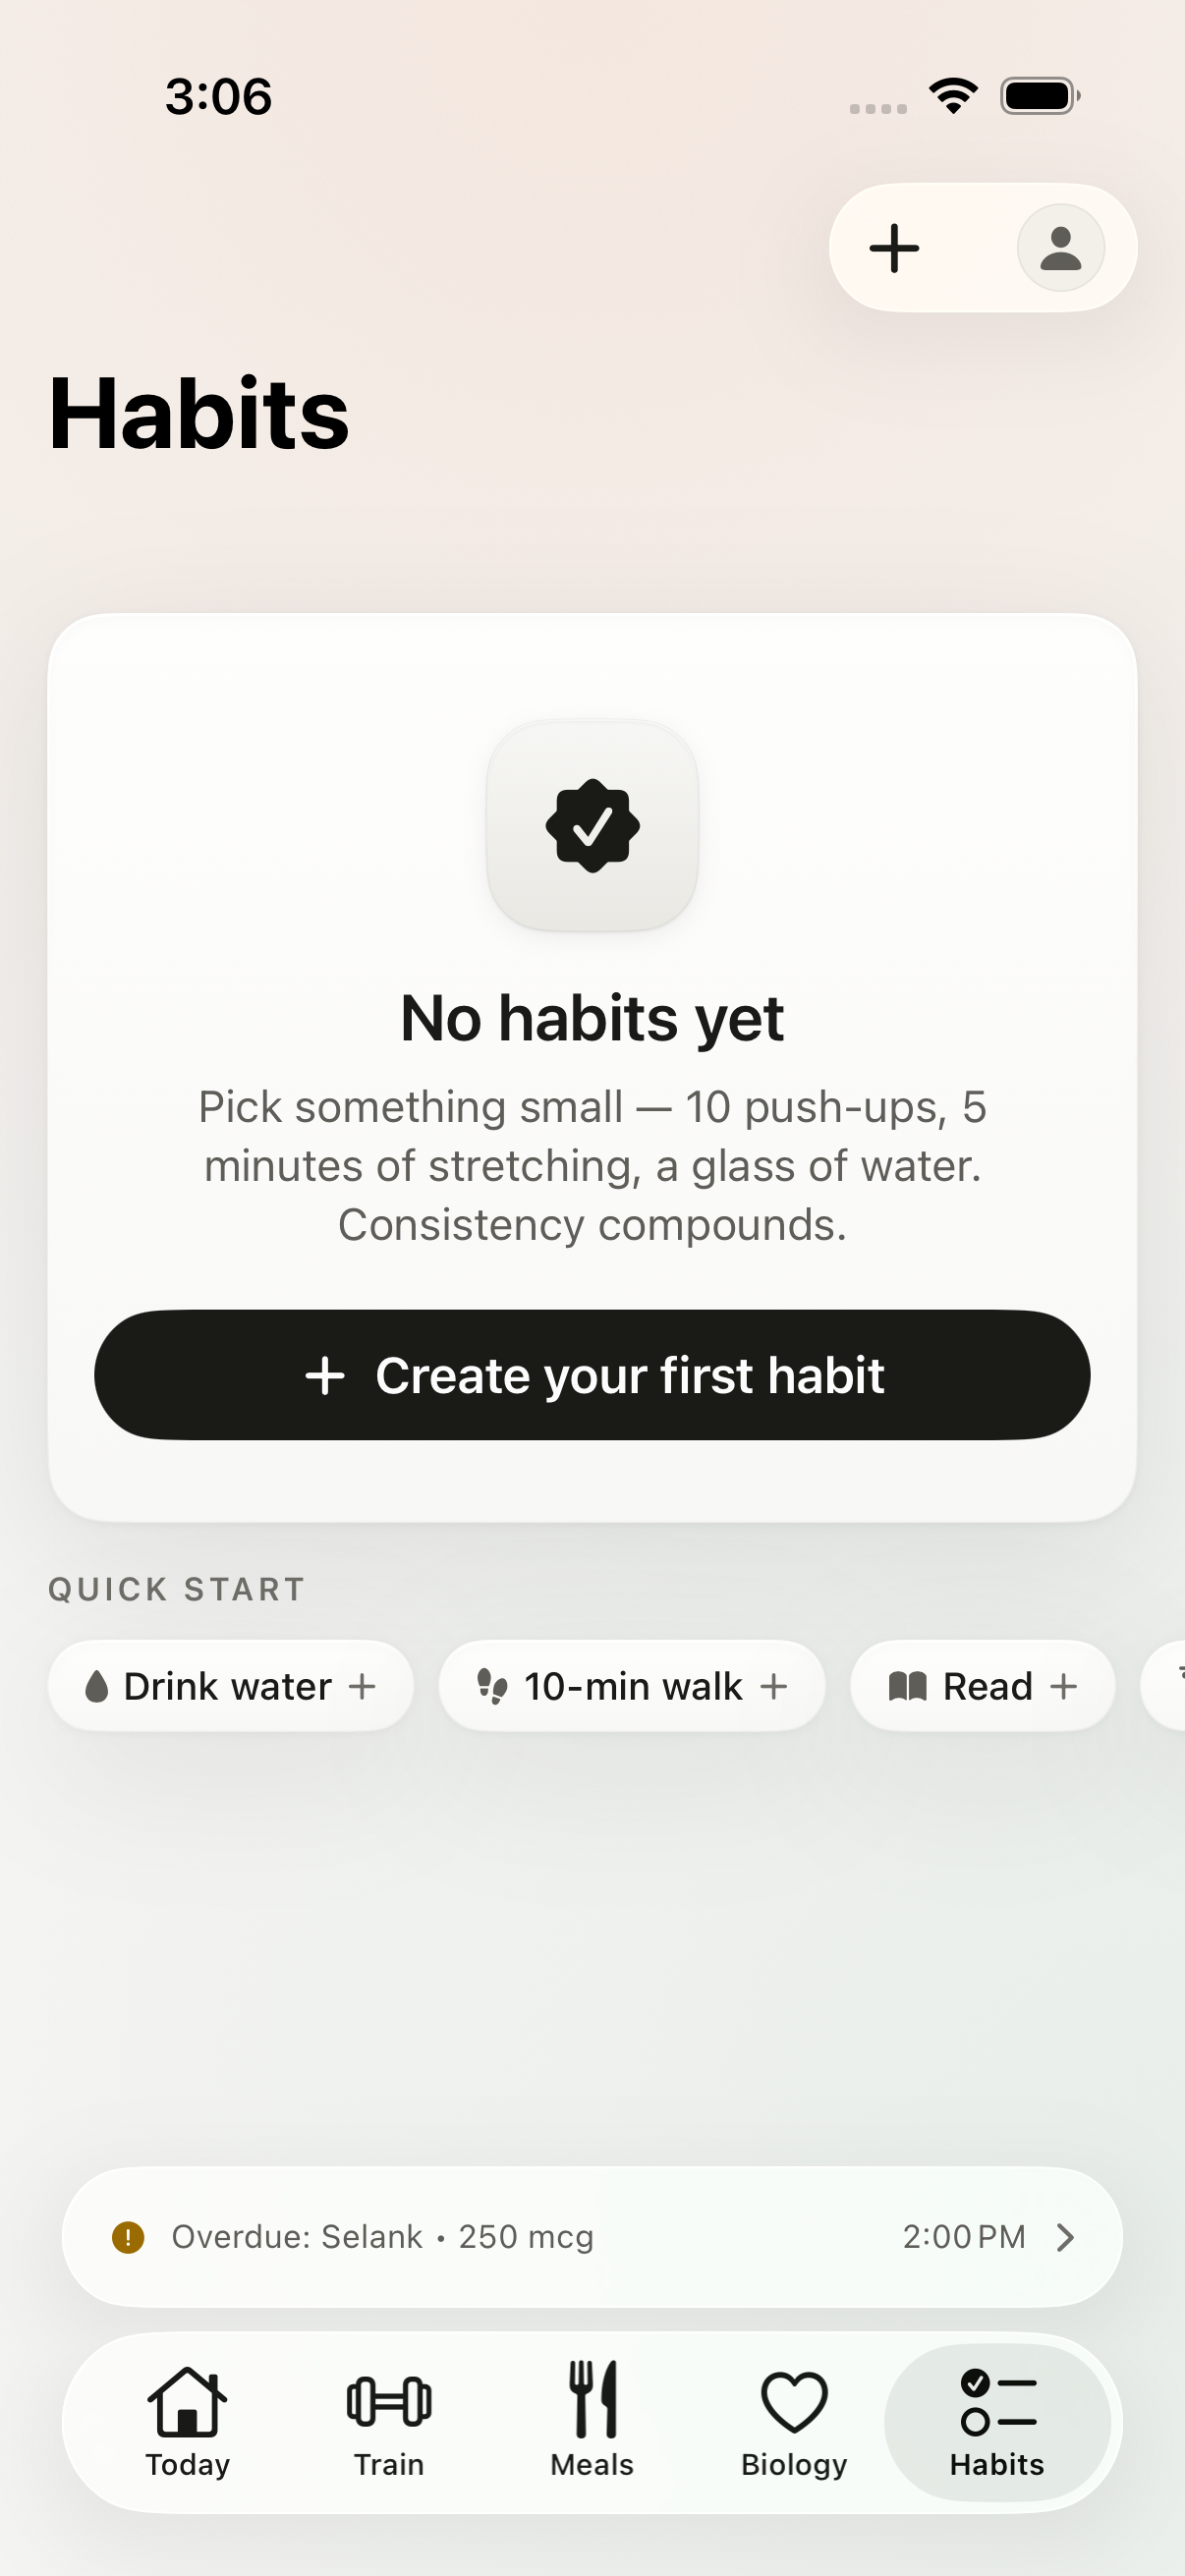 3:06
Habits
No habits yet
Pick something small — 10 push-ups, 5
minutes of stretching, a glass of water.
Consistency compounds.
Create your first habit
QUICK START
Drink water
10-min walk
Read
Overdue: Selank • 250 mcg
2:00 PM
Today
Train
Meals
Biology
Habits